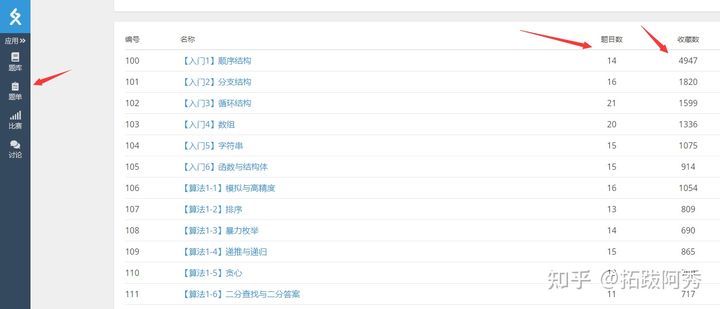 应用
题库
题单
比赛
讨论
编号 名称 题目数 收藏数
100 【入门1】顺序结构 14 4947
101 【入门2】分支结构 16 1820
102 【入门3】循环结构 21 1599
103 【入门4】数组 20 1336
104 【入门5】字符串 15 1075
105 【入门6】函数与结构体 15 914
106 【算法1-1】模拟与高精度 16 1054
107 【算法1-2】排序 13 809
108 【算法1-3】暴力枚举 14 690
109 【算法1-4】递推与递归 15 865
110 【算法1-5】贪心
111 【算法1-6】二分查找与二分答案 11 717
知乎 @拓跋阿秀